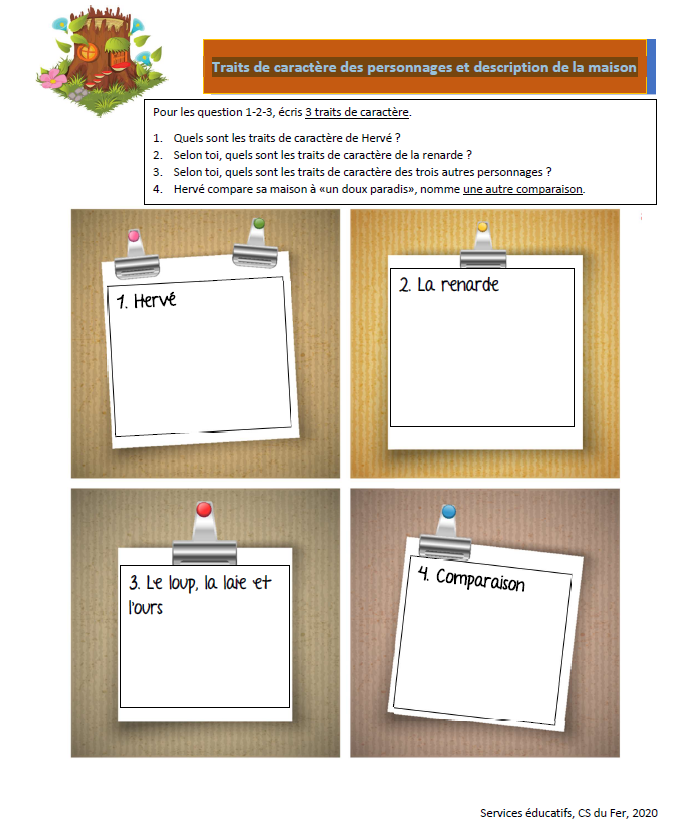 Traits de caractère des personnages et description de la maison
Pour les question 1-2-3, écris 3 traits de caractère.
1. Quels sont les traits de caractère de Hervé ?
2. Selon toi, quels sont les traits de caractère de la renarde ?
3. Selon toi, quels sont les traits de caractère des trois autres personnages ?
4. Hervé compare sa maison à «un doux paradis», nomme une autre comparaison.
1. Hervé
2. La renarde
3. Le loup, la laie et
l'ours
4. Comparaison
Services éducatifs, CS du Fer, 2020